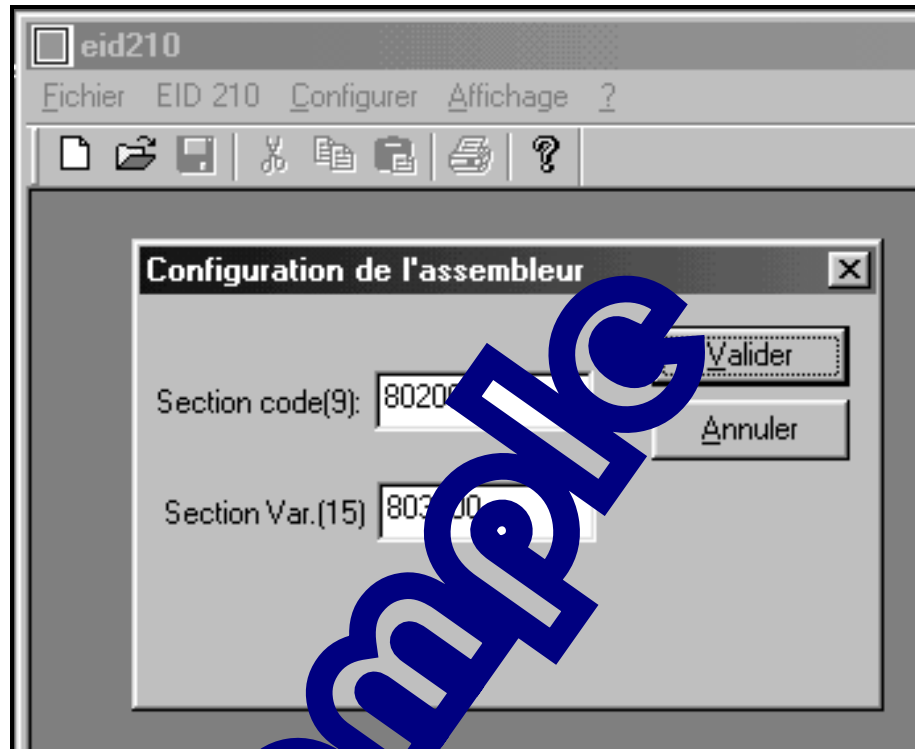 eid210
Fichier EID 210 Configurer Affichage ?
Configuration de l'assembleur
Valider
Section code(9):
Annuler
Section Var.(15)